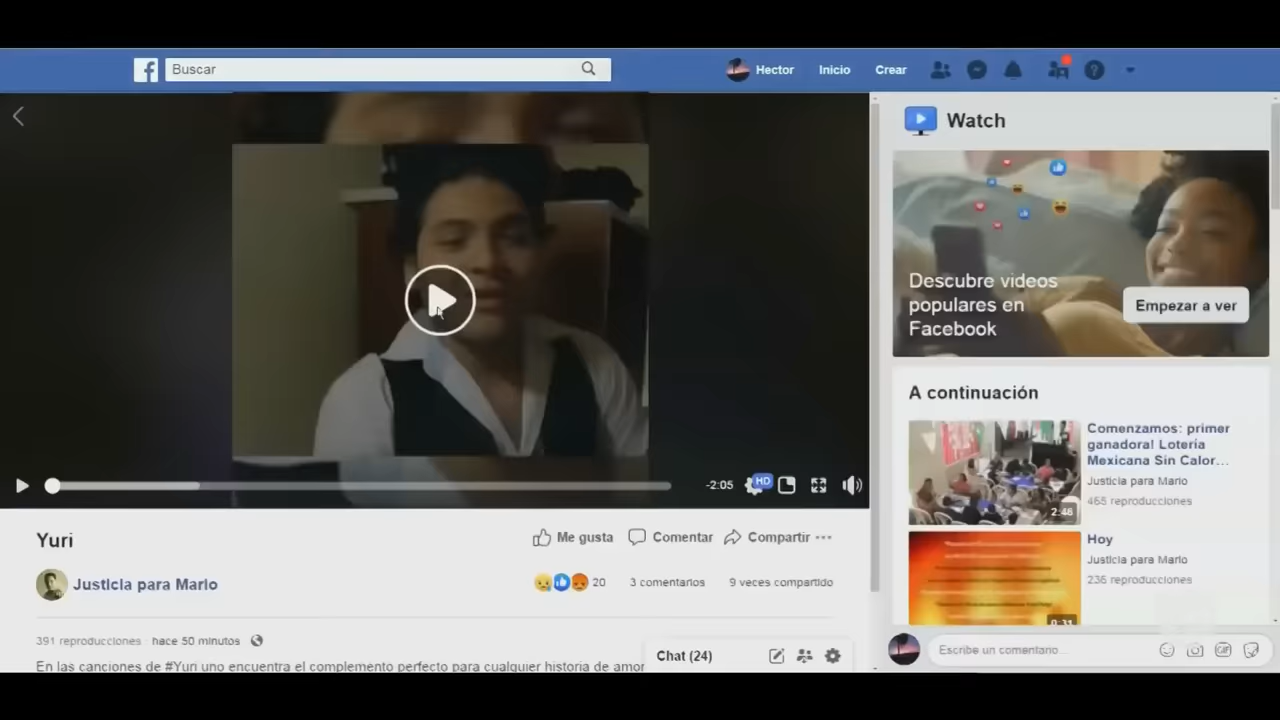 Buscar
Hector
Inicio
Crear
Watch
Descubre videos
populares en
Facebook
Empezar a ver
A continuación
Comenzamos: primer
ganadora! Lotería
Mexicana Sin Calor...
Justicia para Mario
465 reproducciones
2:46
Hoy
Justicia para Mario
236 reproducciones
0:31
-2:05
HD
Yuri
Me gusta
Comentar
Compartir
Justicia para Mario
20
3 comentarios
9 veces compartido
391 reproducciones · hace 50 minutos
En las canciones de #Yuri uno encuentra el complemento perfecto para cualquier historia de amor
Chat (24)
Escribe un comentario...
GIF